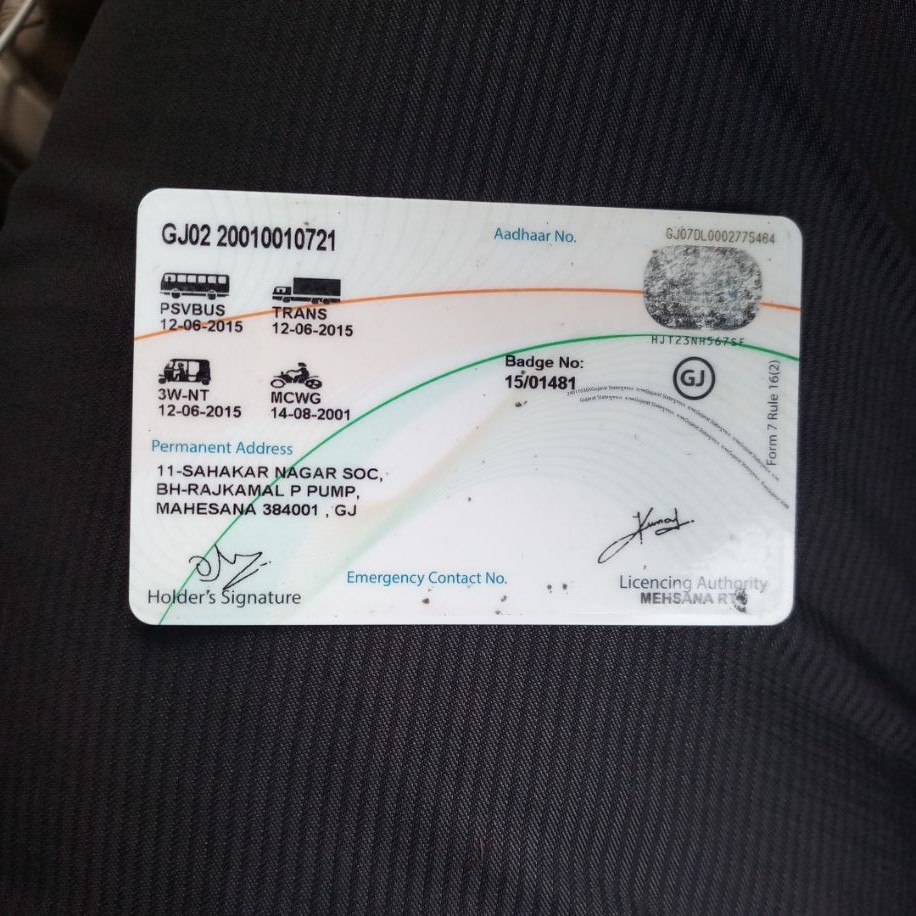 GJ02 20010010721
Aadhaar No.
GJ07DL0002775464
PSVBUS
12-06-2015
TRANS
12-06-2015
HJT23NH567SF
3W-NT
12-06-2015
MCWG
14-08-2001
Badge No:
15/01481
GJ
Form 7 Rule 16(2)
Permanent Address
11-SAHAKAR NAGAR SOC,
BH-RAJKAMAL P PUMP,
MAHESANA 384001 , GJ
Holder's Signature
Emergency Contact No.
Licencing Authority
MEHSANA